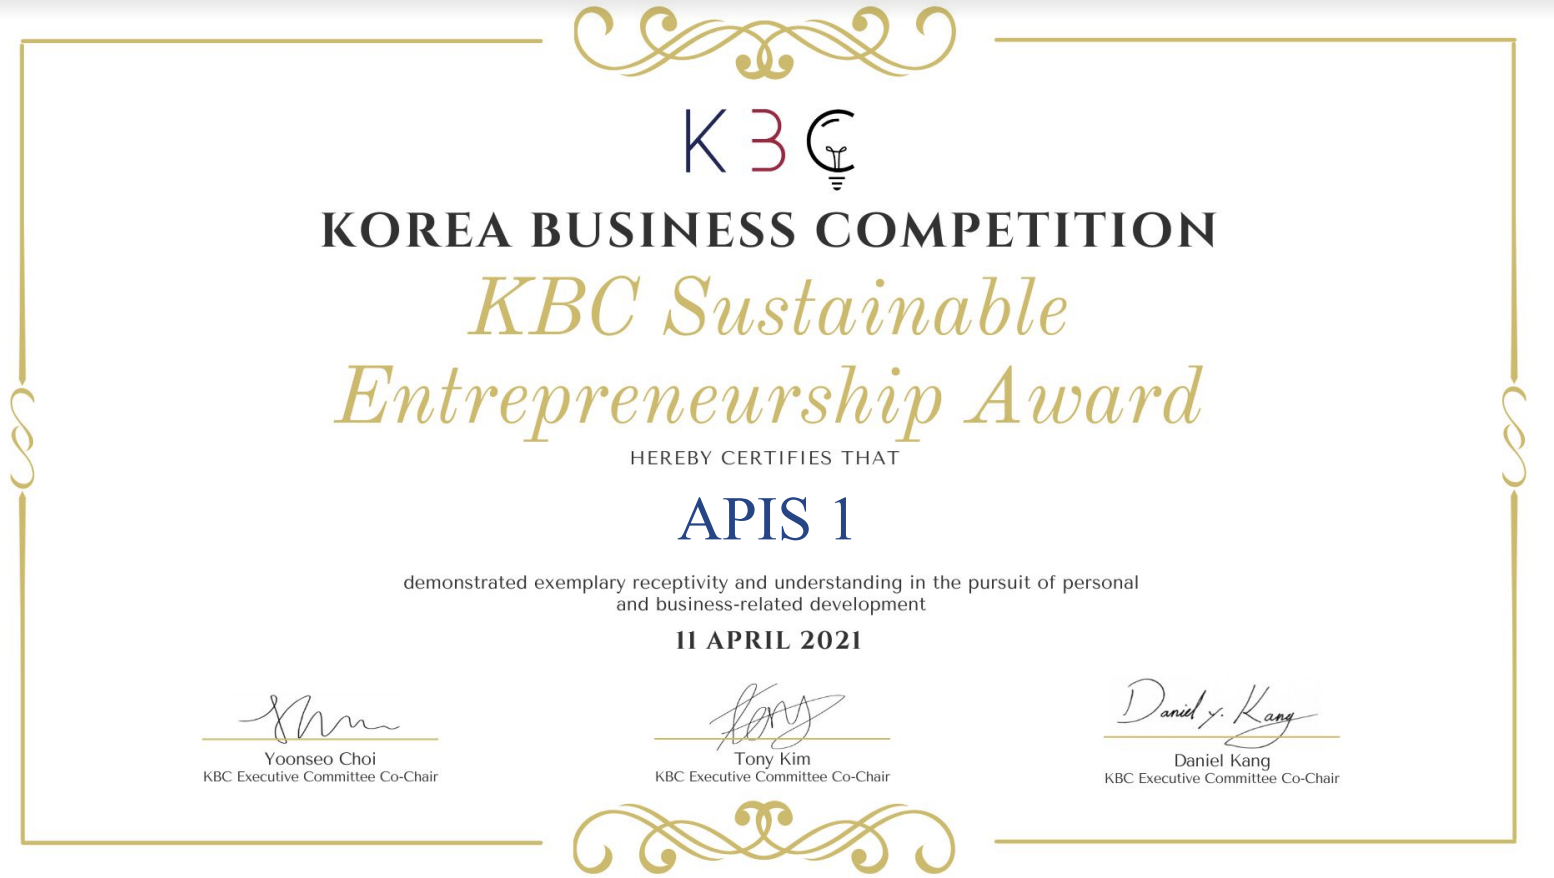 KBC
KOREA BUSINESS COMPETITION
KBC Sustainable
Entrepreneurship Award
HEREBY CERTIFIES THAT
APIS 1
demonstrated exemplary receptivity and understanding in the pursuit of personal
and business-related development
11 APRIL 2021
Daniel Y. Kang
Yoonseo Choi
KBC Executive Committee Co-Chair
Tony Kim
KBC Executive Committee Co-Chair
Daniel Kang
KBC Executive Committee Co-Chair